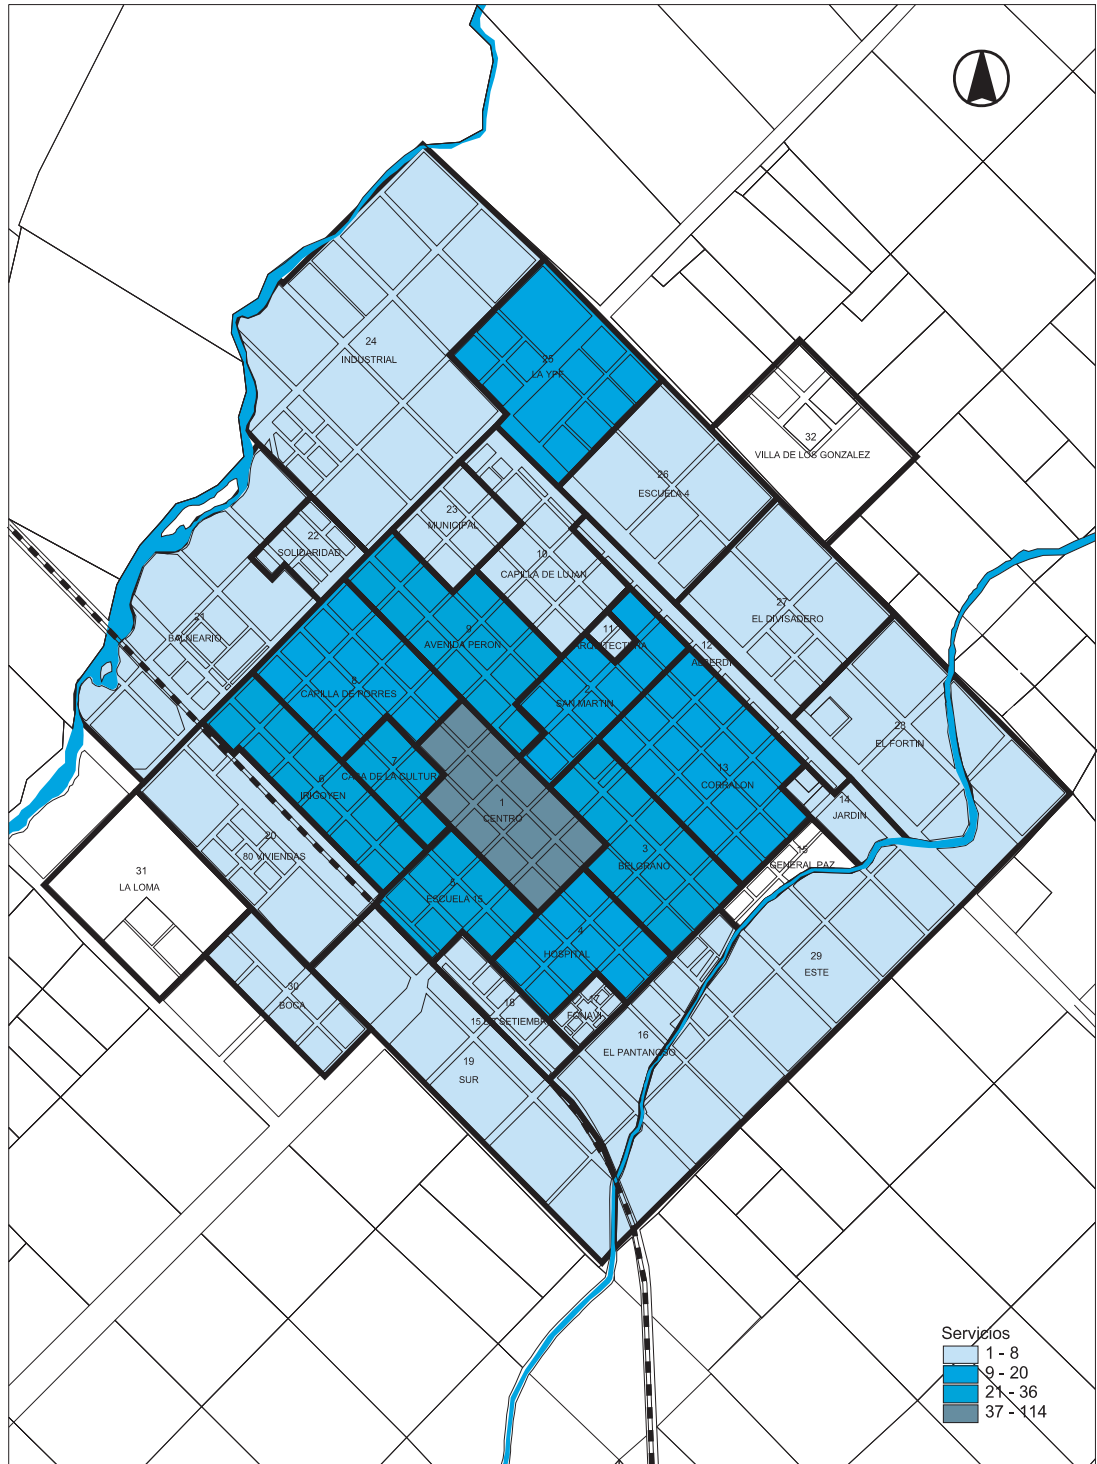 24
INDUSTRIAL
25
LA YPF
32
VILLA DE LOS GONZALEZ
26
ESCUELA 4
23
MUNICIPAL
22
SOLIDARIDAD
10
CAPILLA DE LUJAN
27
EL DIVISADERO
21
BALNEARIO
9
AVENIDA PERON
11
ARQUITECTURA
12
ALBERDI
8
CAPILLA DE PORRES
2
SAN MARTIN
28
EL FORTIN
7
CASA DE LA CULTURA
6
IRIGOYEN
13
CORRALON
1
CENTRO
14
JARDIN
20
80 VIVIENDAS
3
BELGRANO
15
GENERAL PAZ
31
LA LOMA
5
ESCUELA 15
4
HOSPITAL
29
ESTE
30
BOCA
18
15 DE SETIEMBRE
17
FONAVI
16
EL PANTANOSO
19
SUR
Servicios
1 - 8
9 - 20
21 - 36
37 - 114